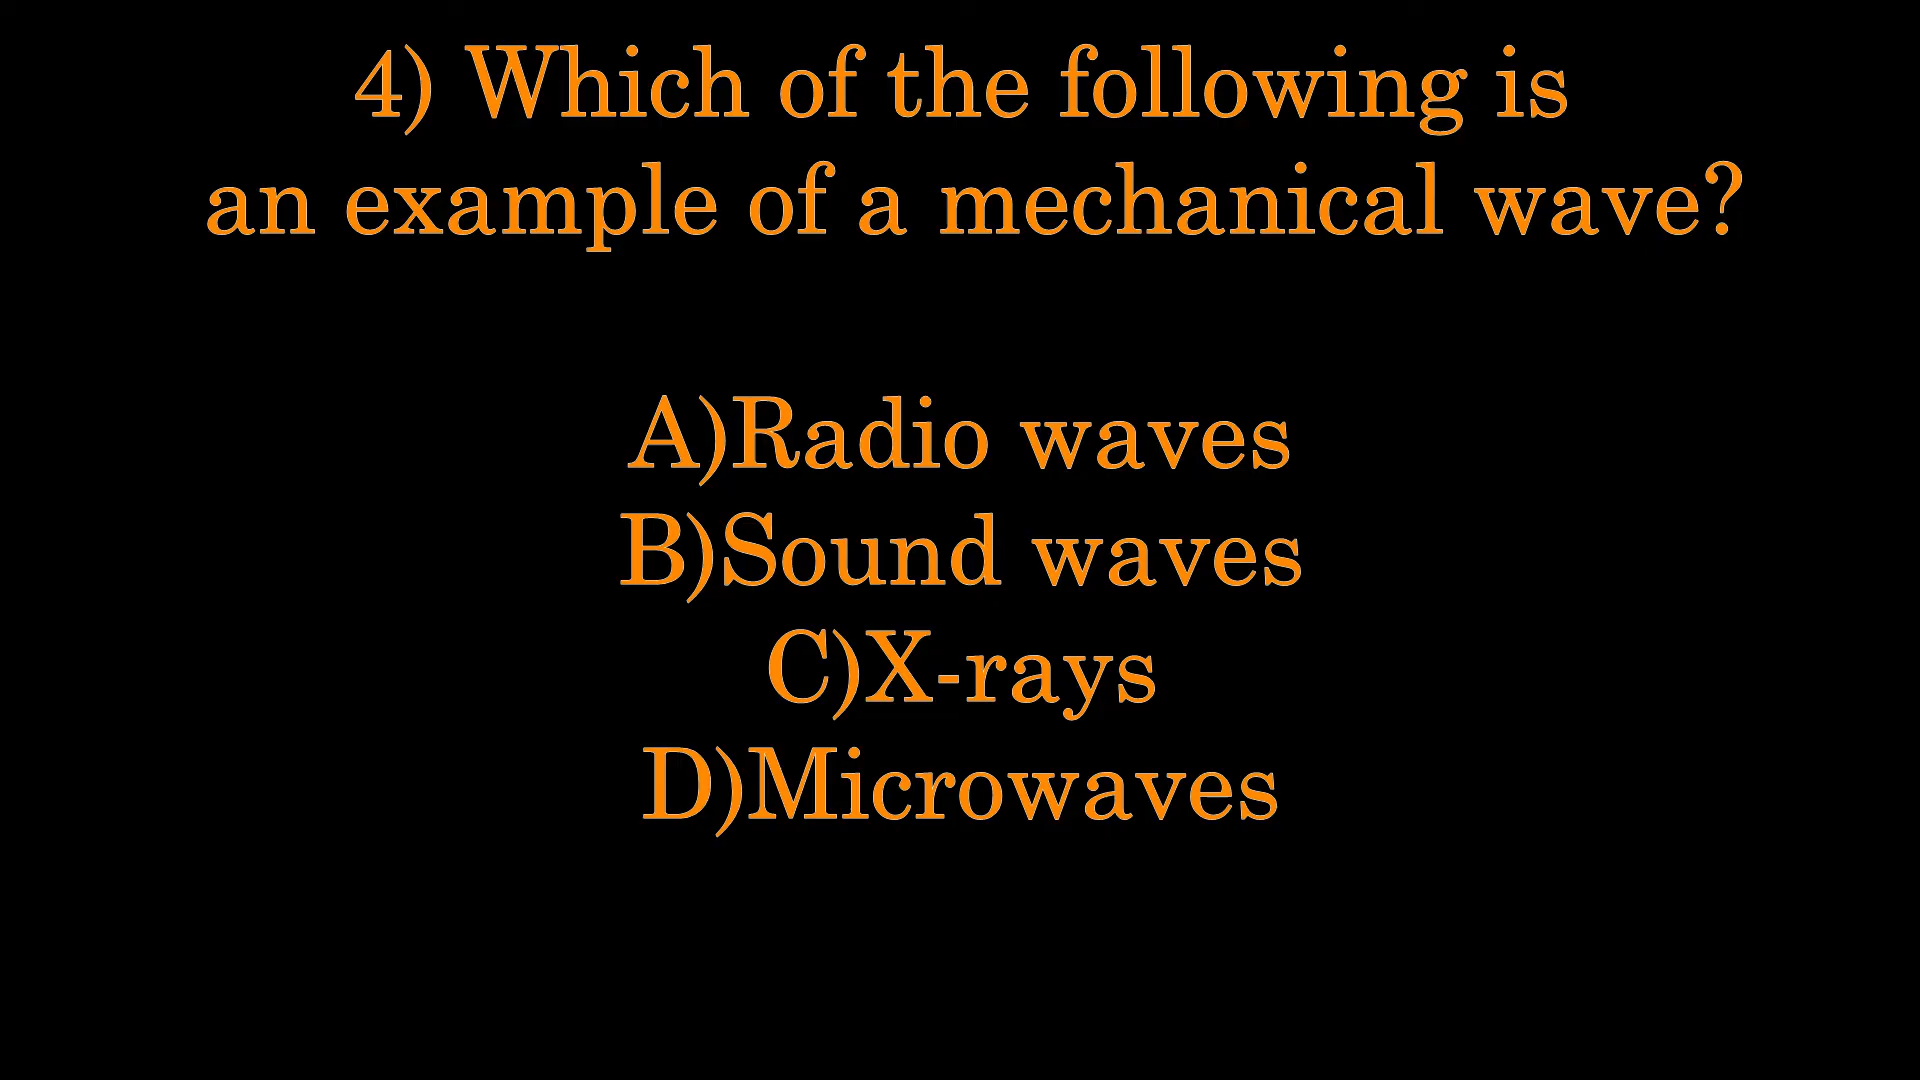 4) Which of the following is
an example of a mechanical wave?
A)Radio waves
B)Sound waves
C)X-rays
D)Microwaves